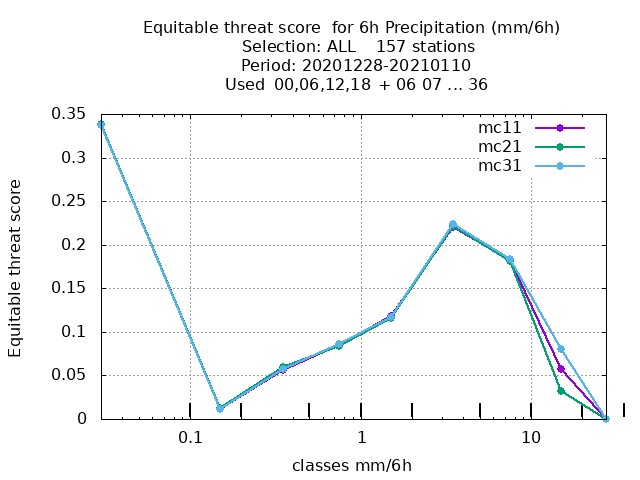 Equitable threat score  for 6h Precipitation (mm/6h)
Selection: ALL    157 stations
Period: 20201228-20210110
Used  00,06,12,18 + 06 07 ... 36
mc11
mc21
mc31
Equitable threat score
0.35
0.3
0.25
0.2
0.15
0.1
0.05
0
0.1 1 10
classes mm/6h